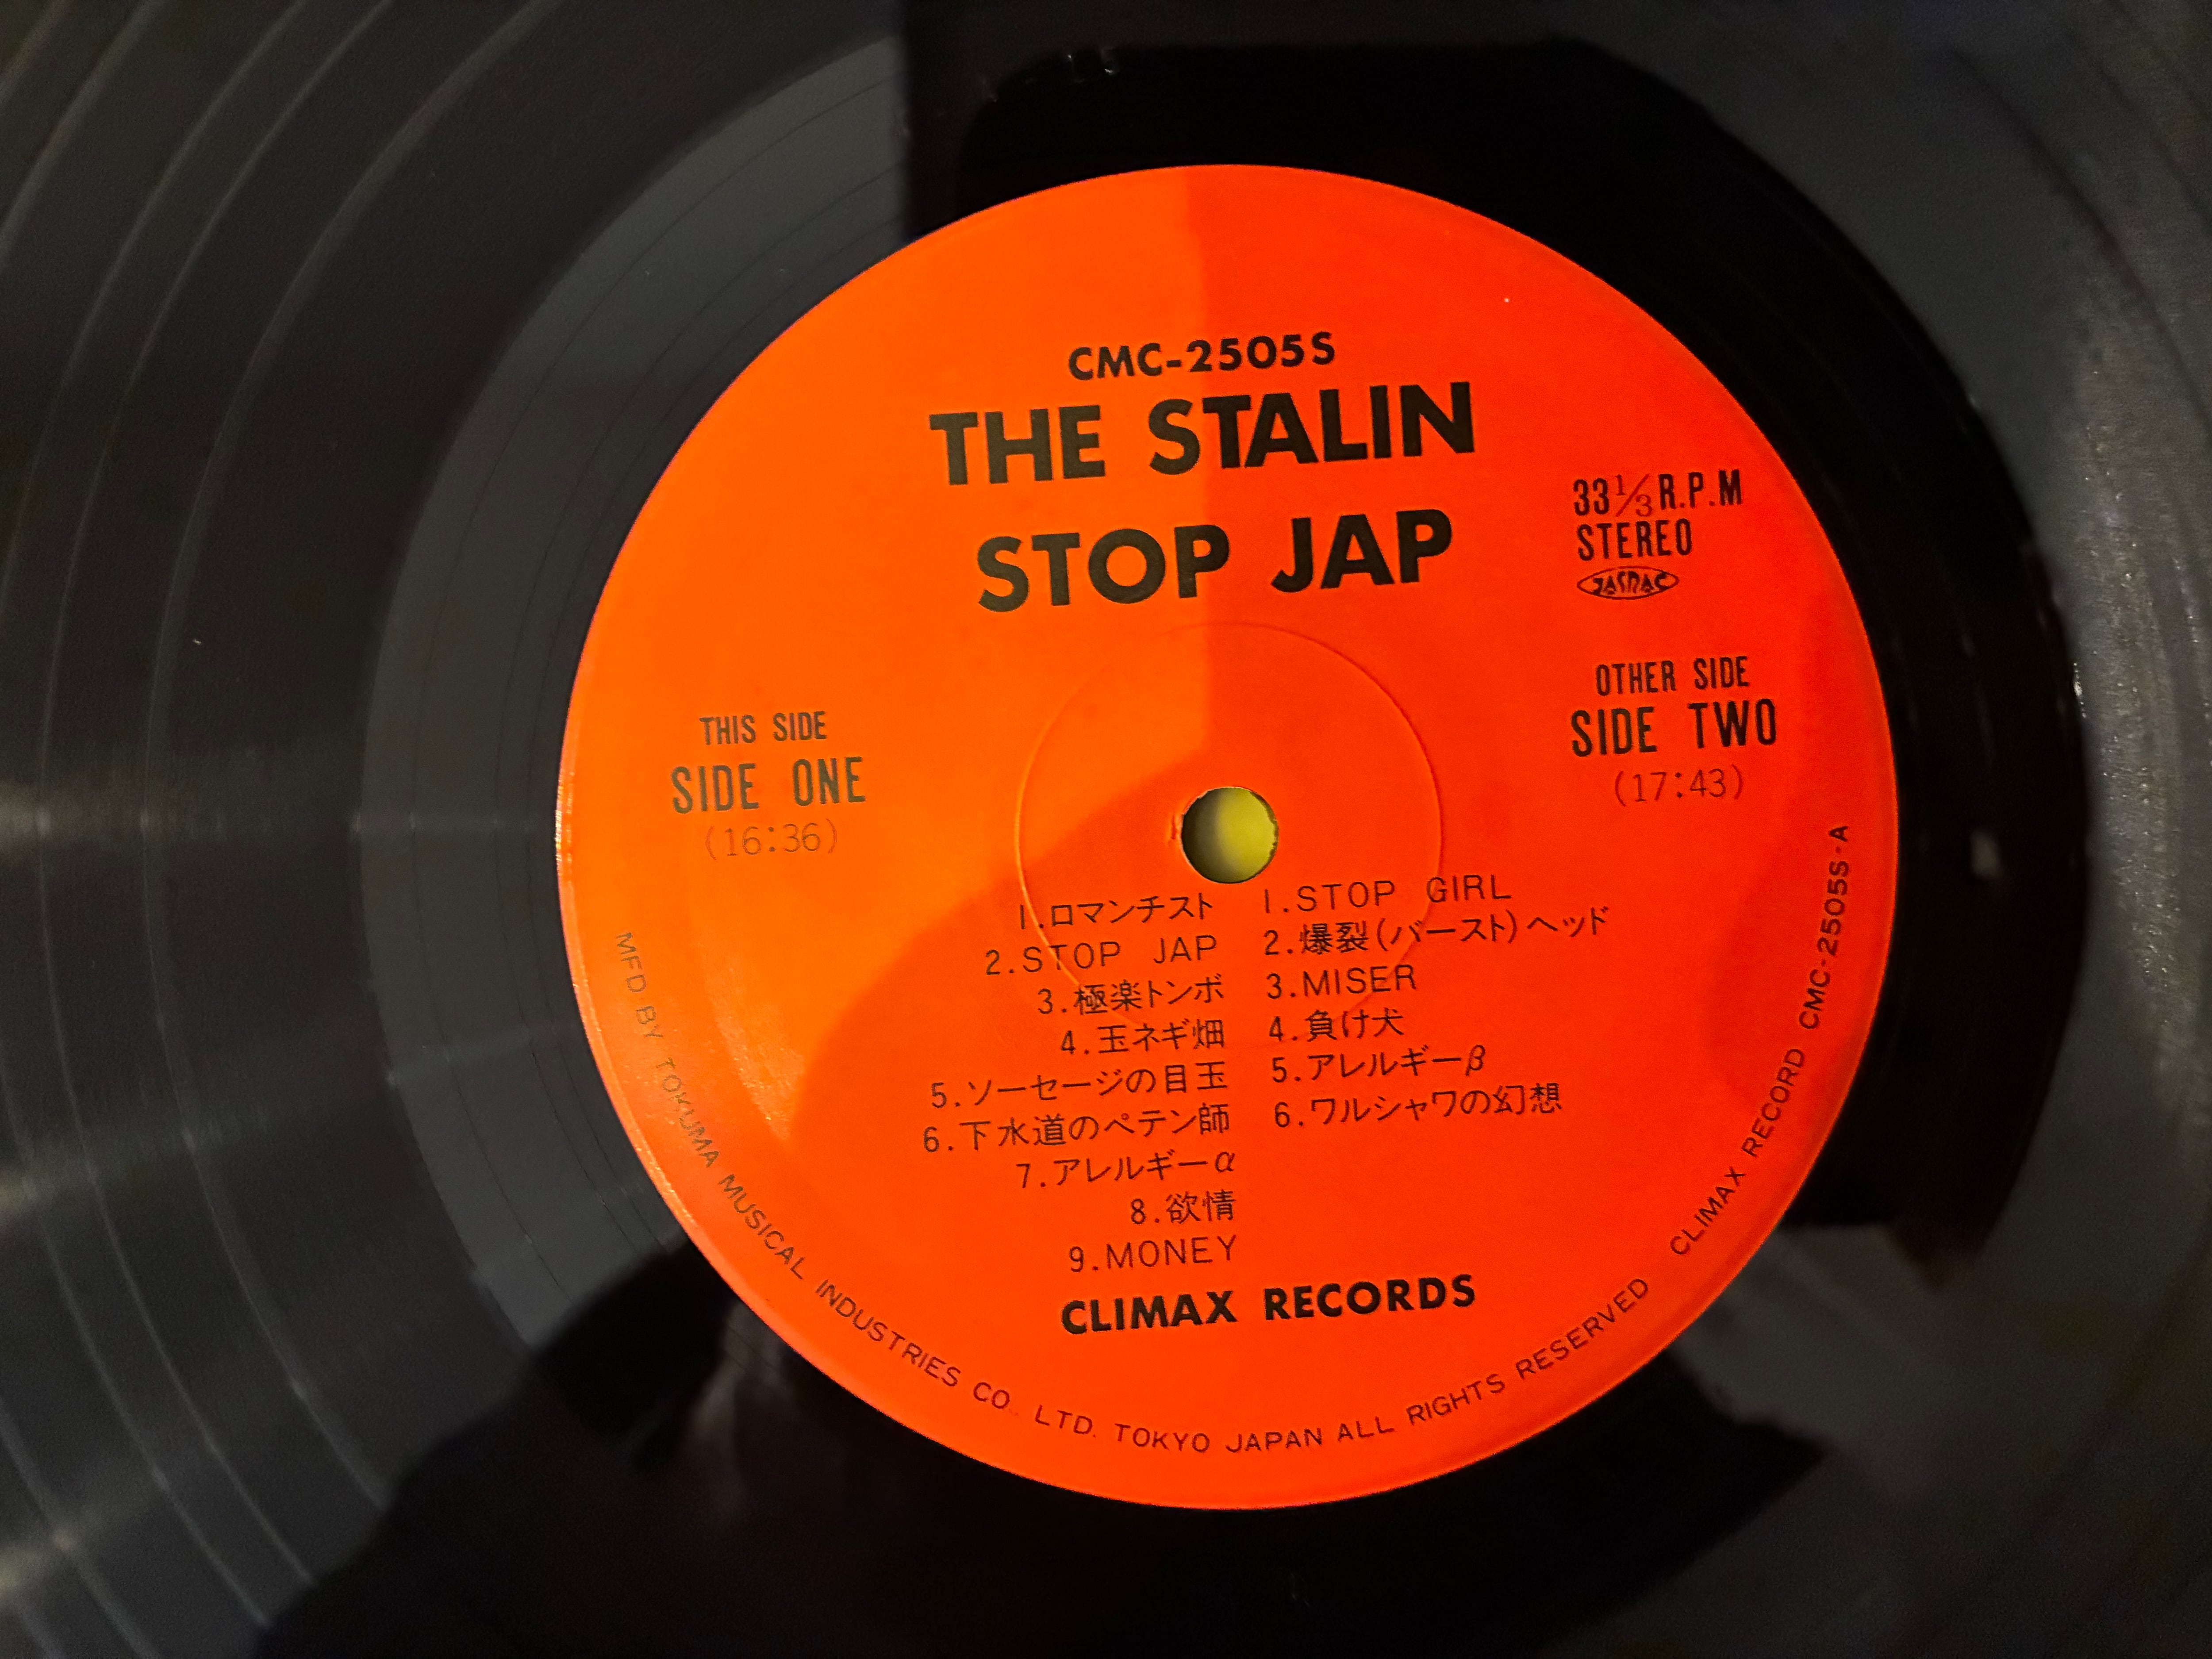 CMC-2505S
THE STALIN
STOP JAP
33⅓ R.P.M
STEREO
JASRAC
THIS SIDE
SIDE ONE
(16:36)
OTHER SIDE
SIDE TWO
(17:43)
1.ロマンチスト
2.STOP JAP
3.極楽トンボ
4.玉ネギ畑
5.ソーセージの目玉
6.下水道のペテン師
7.アレルギーα
8.欲情
9.MONEY
1.STOP GIRL
2.爆裂(バースト)ヘッド
3.MISER
4.負け犬
5.アレルギーβ
6.ワルシャワの幻想
CLIMAX RECORDS
MFD BY TOKUMA MUSICAL INDUSTRIES CO., LTD. TOKYO JAPAN ALL RIGHTS RESERVED CLIMAX RECORD CMC-2505S-A